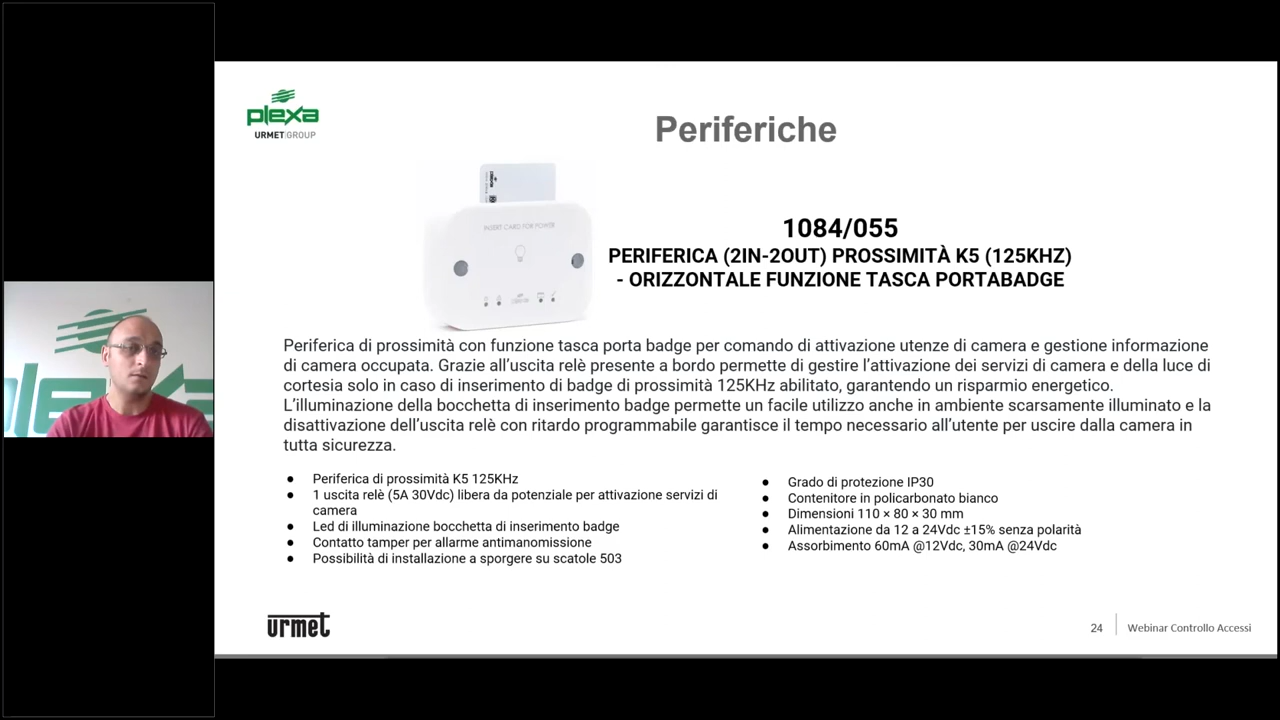 plexa
URMET GROUP
Periferiche
INSERT CARD FOR POWER
1084/055
PERIFERICA (2IN-2OUT) PROSSIMITÀ K5 (125KHZ)
- ORIZZONTALE FUNZIONE TASCA PORTABADGE
Periferica di prossimità con funzione tasca porta badge per comando di attivazione utenze di camera e gestione informazione
di camera occupata. Grazie all’uscita relè presente a bordo permette di gestire l’attivazione dei servizi di camera e della luce di
cortesia solo in caso di inserimento di badge di prossimità 125KHz abilitato, garantendo un risparmio energetico.
L’illuminazione della bocchetta di inserimento badge permette un facile utilizzo anche in ambiente scarsamente illuminato e la
disattivazione dell’uscita relè con ritardo programmabile garantisce il tempo necessario all’utente per uscire dalla camera in
tutta sicurezza.
● Periferica di prossimità K5 125KHz
● 1 uscita relè (5A 30Vdc) libera da potenziale per attivazione servizi di
camera
● Led di illuminazione bocchetta di inserimento badge
● Contatto tamper per allarme antimanomissione
● Possibilità di installazione a sporgere su scatole 503
● Grado di protezione IP30
● Contenitore in policarbonato bianco
● Dimensioni 110 × 80 × 30 mm
● Alimentazione da 12 a 24Vdc ±15% senza polarità
● Assorbimento 60mA @12Vdc, 30mA @24Vdc
urmet
24
Webinar Controllo Accessi